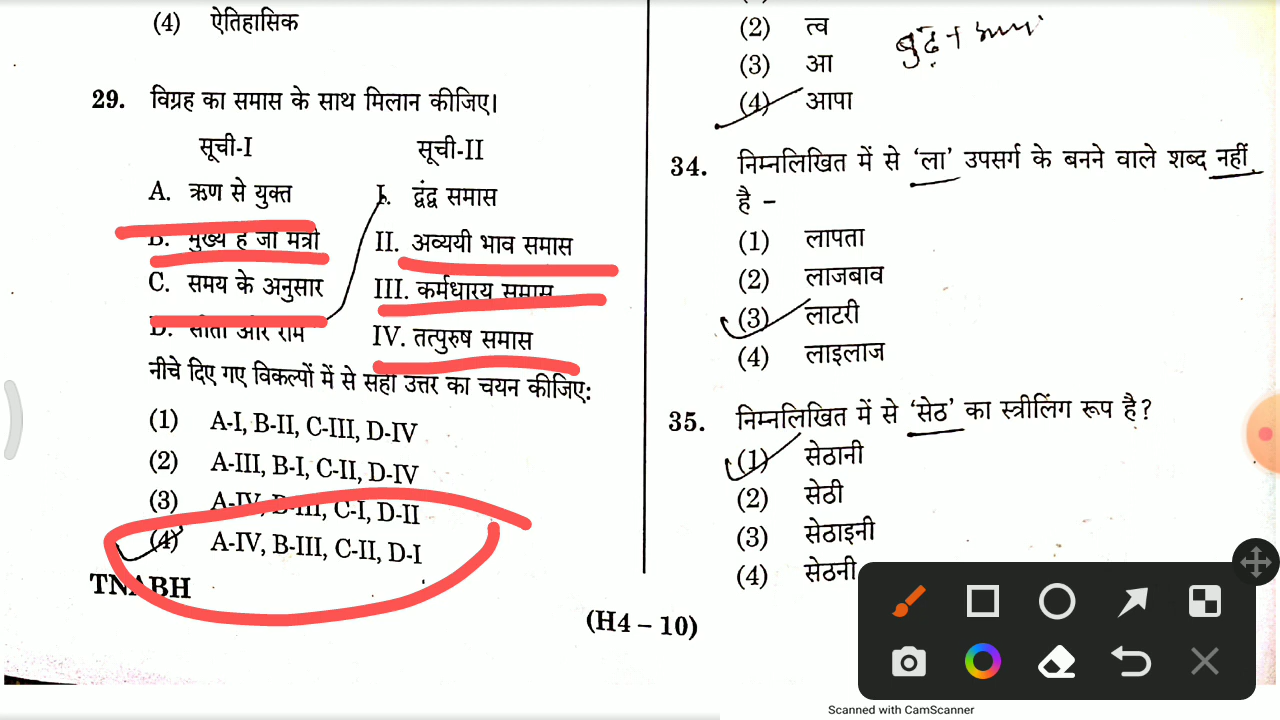 (4) ऐतिहासिक
29. विग्रह का समास के साथ मिलान कीजिए।
सूची-I सूची-II
A. ऋण से युक्त I. द्वंद्व समास
B. मुख्य है जो मंत्री II. अव्ययी भाव समास
C. समय के अनुसार III. कर्मधारय समास
D. सीता और राम IV. तत्पुरुष समास
नीचे दिए गए विकल्पों में से सही उत्तर का चयन कीजिए:
(1) A-I, B-II, C-III, D-IV
(2) A-III, B-I, C-II, D-IV
(3) A-IV, B-III, C-I, D-II
(4) A-IV, B-III, C-II, D-I
TNABH
(H4 – 10)
(2) त्व
(3) आ
(4) आपा
34. निम्नलिखित में से ‘ला’ उपसर्ग के बनने वाले शब्द नहीं
है –
(1) लापता
(2) लाजबाव
(3) लाटरी
(4) लाइलाज
35. निम्नलिखित में से ‘सेठ’ का स्त्रीलिंग रूप है?
(1) सेठानी
(2) सेठी
(3) सेठाइनी
(4) सेठनी
Scanned with CamScanner